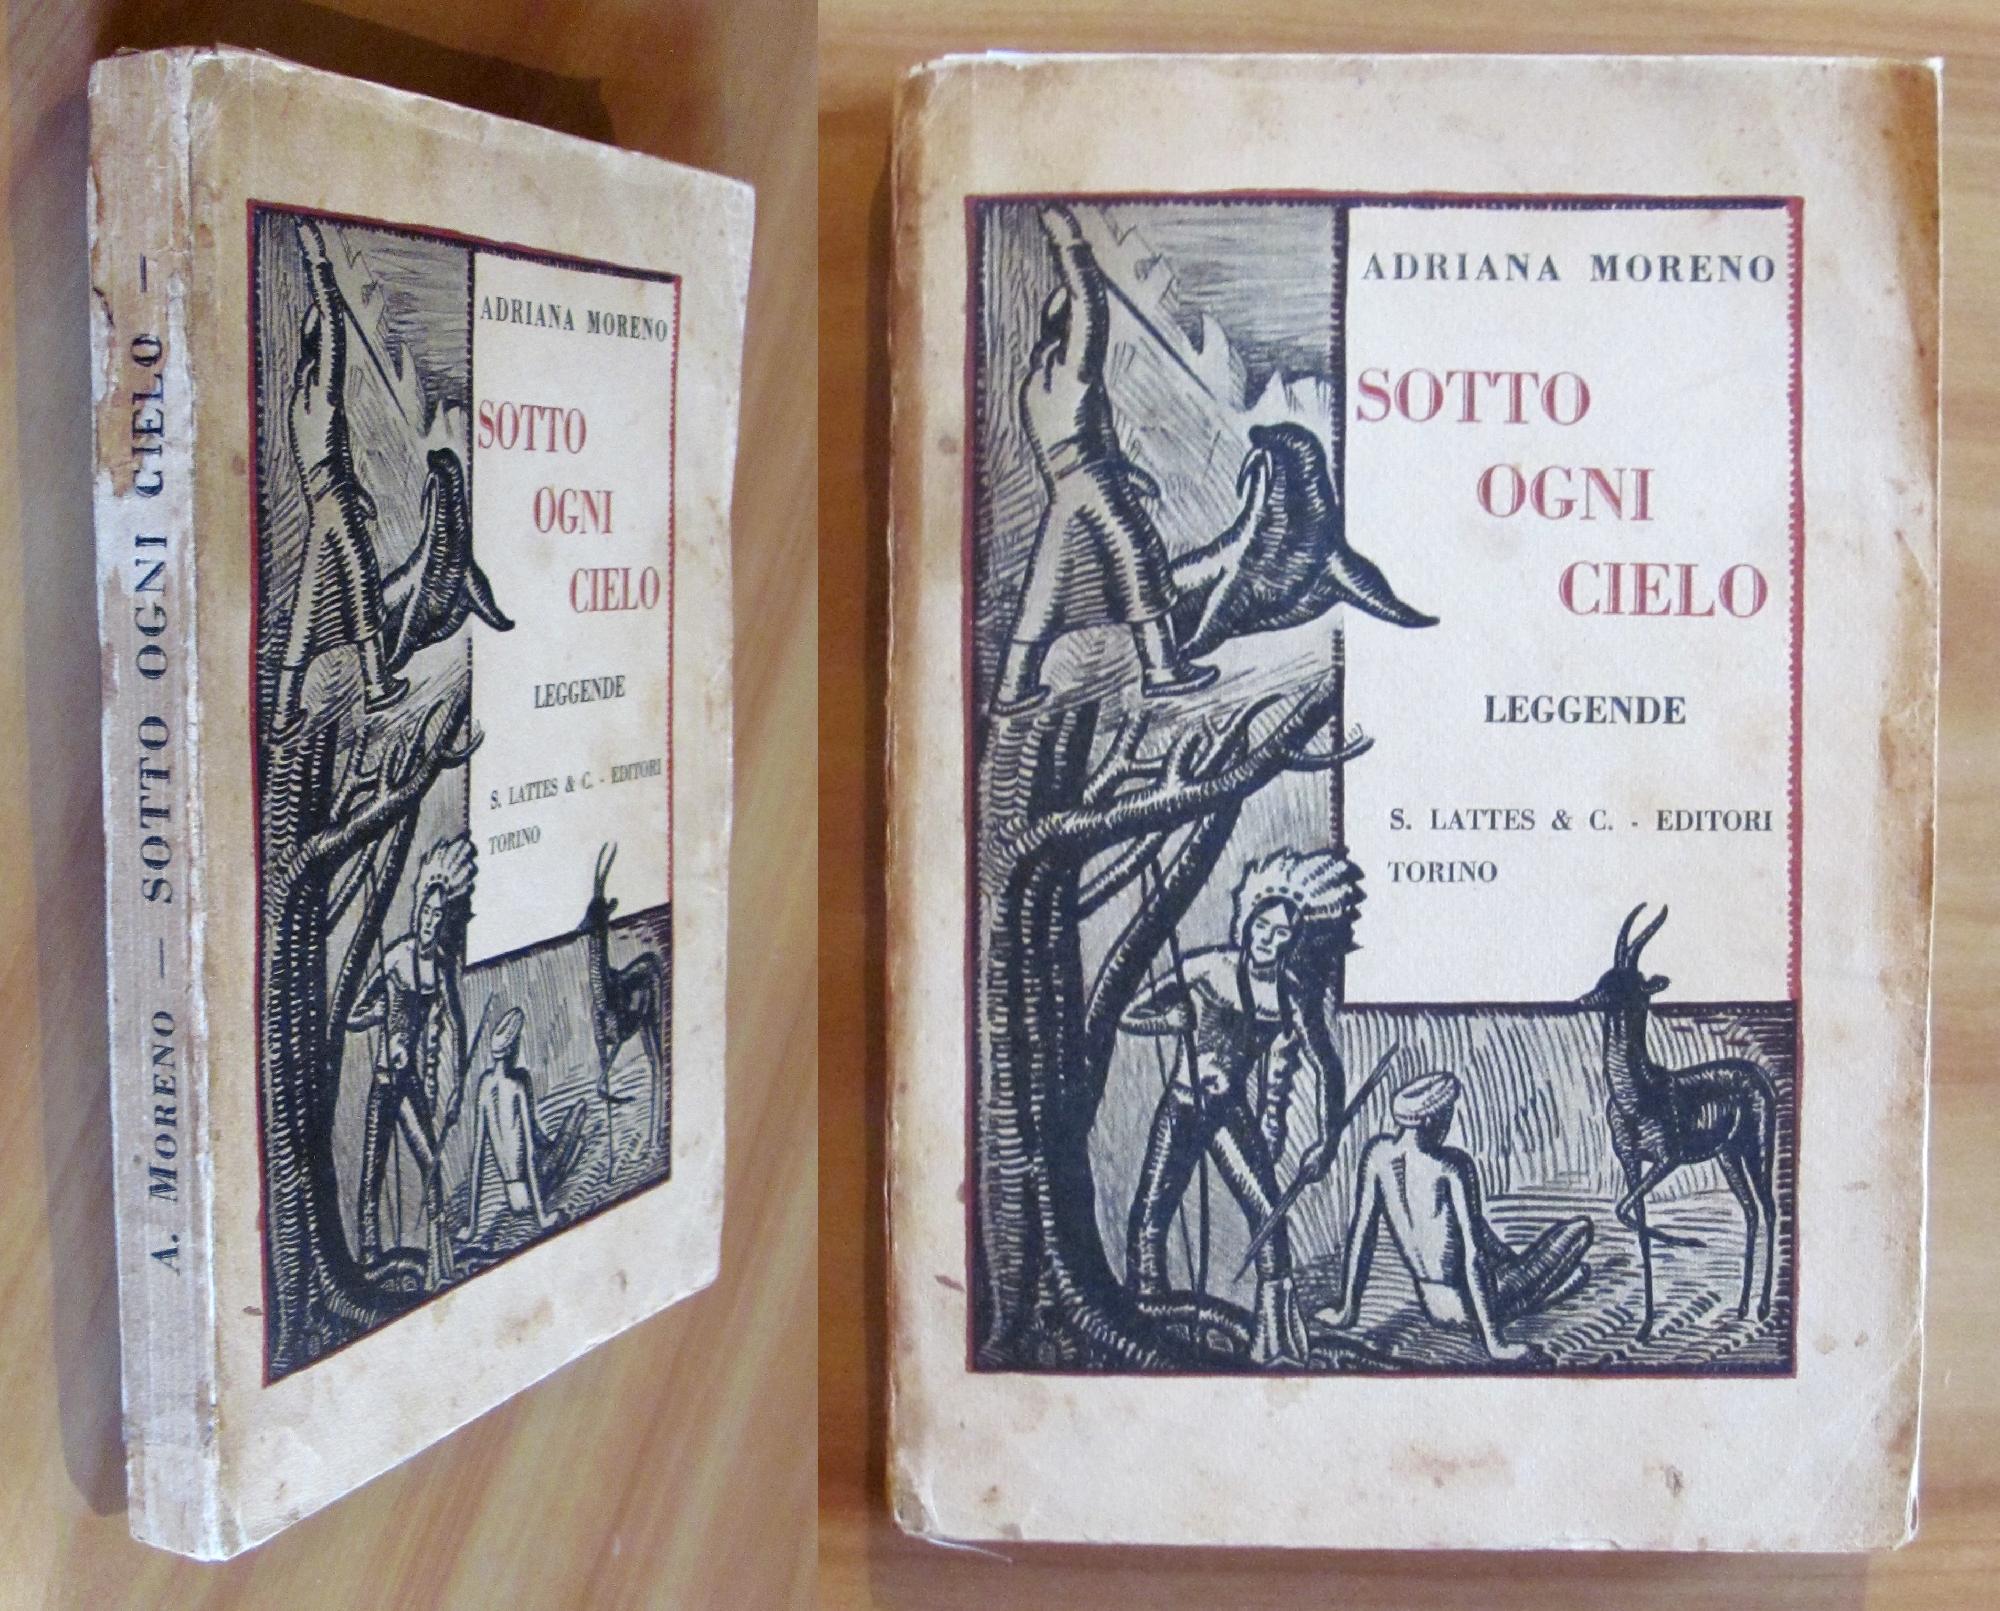 A. MORENO — SOTTO OGNI CIELO —
ADRIANA MORENO
SOTTO
OGNI
CIELO
LEGGENDE
S. LATTES & C. - EDITORI
TORINO
ADRIANA MORENO
SOTTO
OGNI
CIELO
LEGGENDE
S. LATTES & C. - EDITORI
TORINO